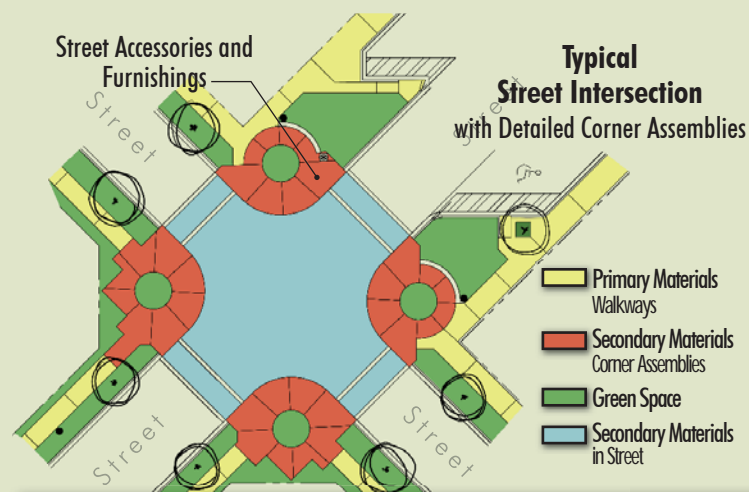 Street Accessories and
Furnishings
Typical
Street Intersection
with Detailed Corner Assemblies
Street
Street
Primary Materials
Walkways
Secondary Materials
Corner Assemblies
Green Space
Secondary Materials
in Street
Street
Street